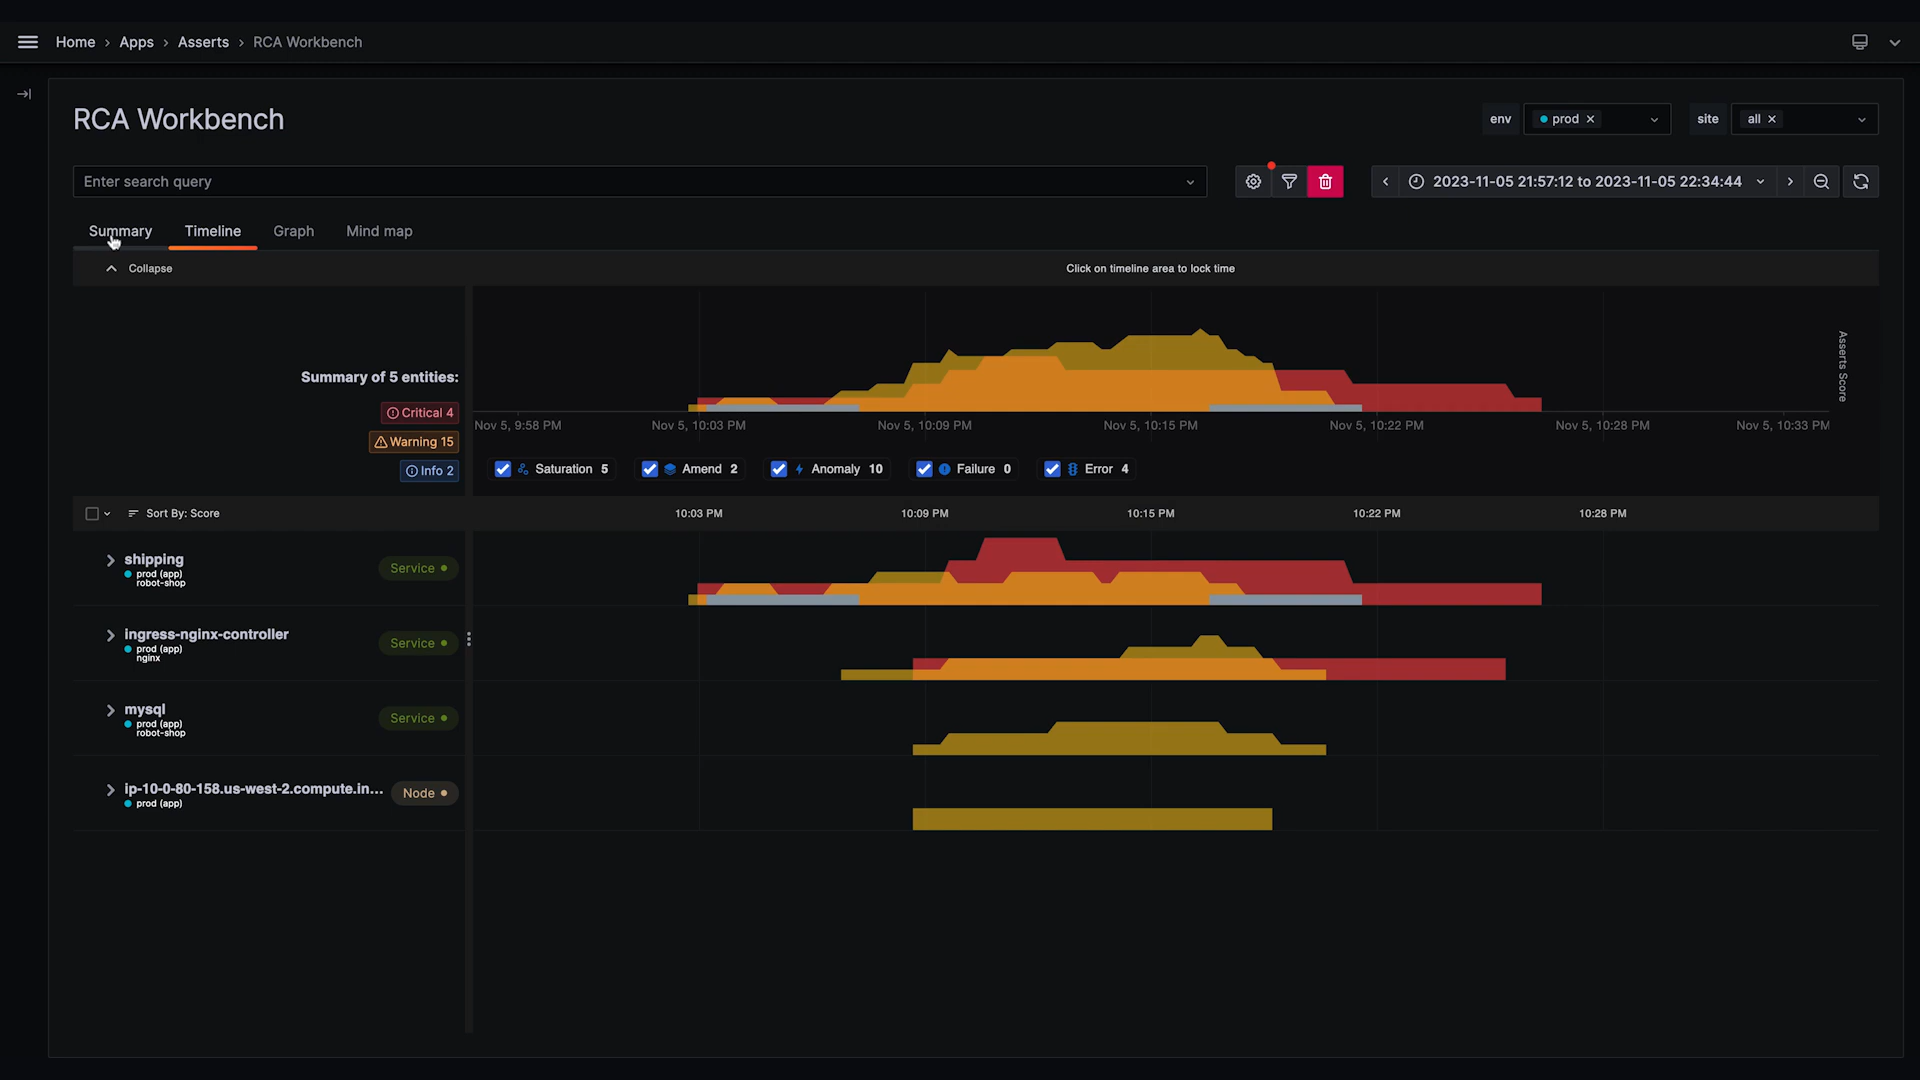 Home › Apps › Asserts › RCA Workbench
RCA Workbench
env prod × site all ×
Enter search query
2023-11-05 21:57:12 to 2023-11-05 22:34:44
Summary Timeline Graph Mind map
Collapse
Click on timeline area to lock time
Summary of 5 entities:
Critical 4
Warning 15
Info 2
Asserts Score
Nov 5, 9:58 PM Nov 5, 10:03 PM Nov 5, 10:09 PM Nov 5, 10:15 PM Nov 5, 10:22 PM Nov 5, 10:28 PM Nov 5, 10:33 PM
Saturation 5 Amend 2 Anomaly 10 Failure 0 Error 4
Sort By: Score 10:03 PM 10:09 PM 10:15 PM 10:22 PM 10:28 PM
shipping
prod (app)
robot-shop
Service
ingress-nginx-controller
prod (app)
nginx
Service
mysql
prod (app)
robot-shop
Service
ip-10-0-80-158.us-west-2.compute.in...
prod (app)
Node